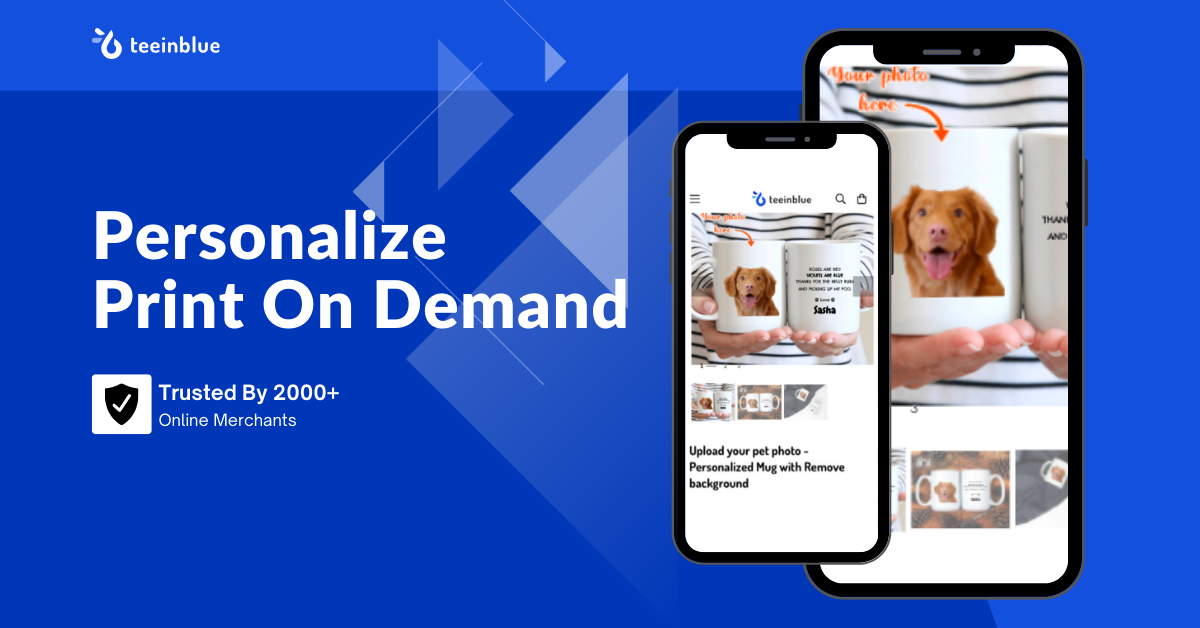 teeinblue
Personalize
Print On Demand
Trusted By 2000+
Online Merchants
teeinblue
Your photo
here
ROSES ARE RED
VIOLETS ARE BLUE
THANKS FOR THE BELLY RUBS
AND PICKING UP MY POO
Love
Sasha
Upload your pet photo -
Personalized Mug with Remove
background
Your photo
here
THAN
AND
3